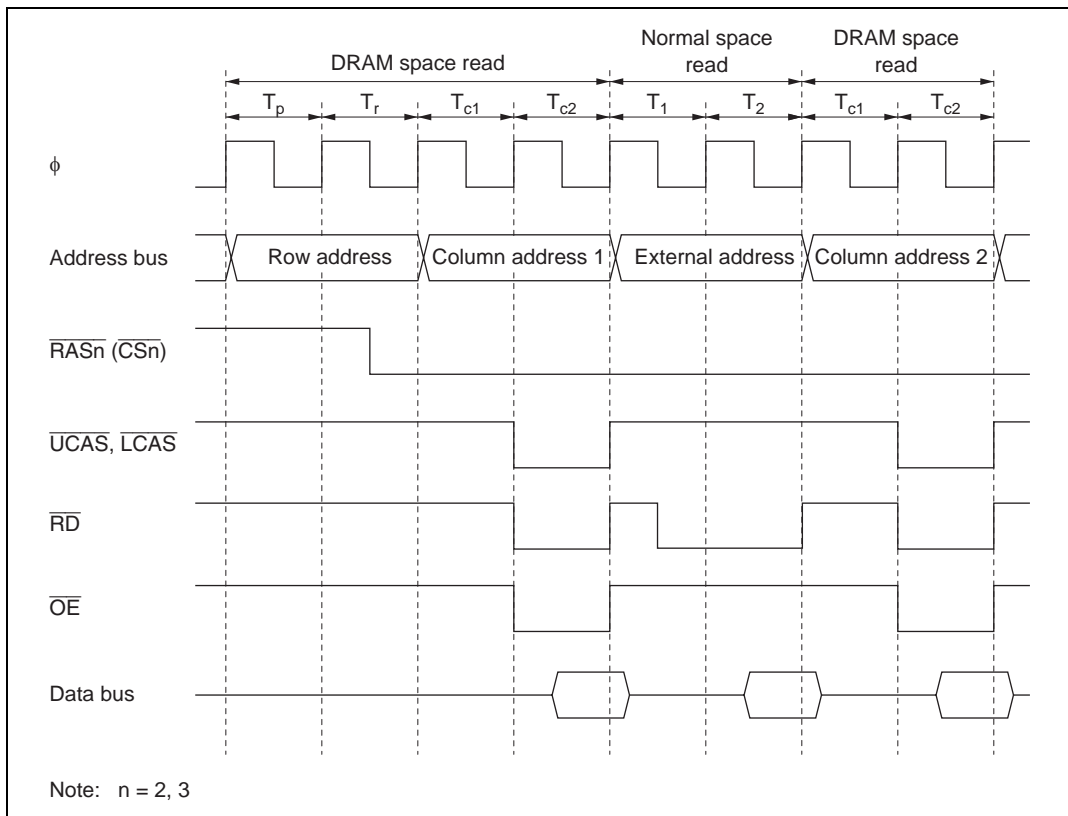 Normal space
read
DRAM space
read
DRAM space read
Tp Tr Tc1 Tc2 T1 T2 Tc1 Tc2
ϕ
Address bus Row address Column address 1 External address Column address 2
RASn (CSn)
UCAS, LCAS
RD
OE
Data bus
Note: n = 2, 3